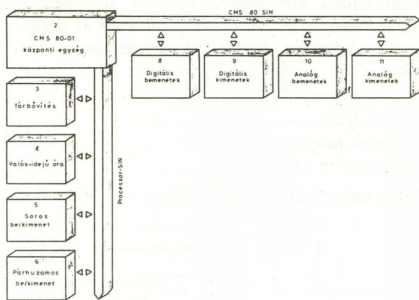 CMS 80 SIN
2
CMS 80-01
központi egység
8
Digitális
bemenetek
9
Digitális
kimenetek
10
Analóg
bemenetek
11
Analóg
kimenetek
3
Tárbővítés
4
Valós-idejű óra
5
Soros
be/kimenet
6
Párhuzamos
be/kimenet
Processor-SIN